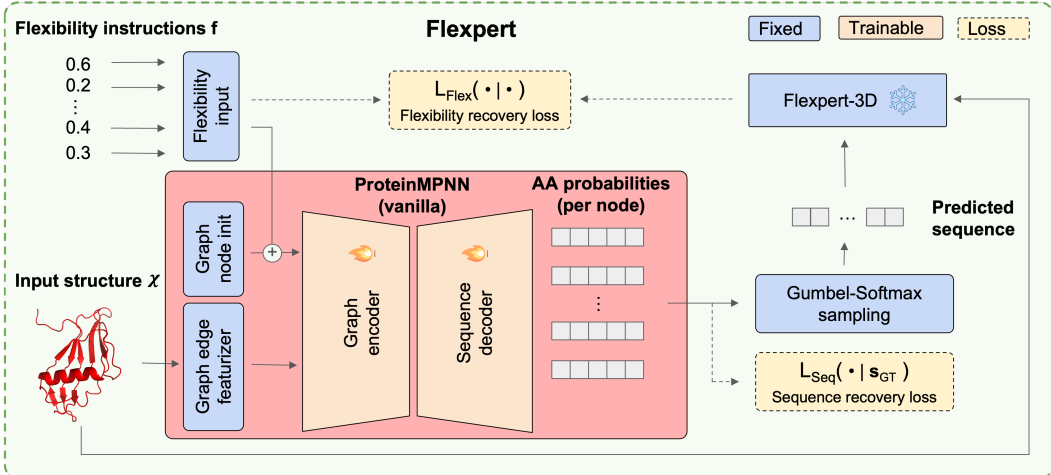 Flexibility instructions f
Flexpert
Fixed
Trainable
Loss
0.6
0.2
⋮
0.4
0.3
Flexibility
input
L_Flex( • | • )
Flexibility recovery loss
Flexpert-3D
ProteinMPNN
(vanilla)
AA probabilities
(per node)
Graph
node init
+
Graph
encoder
Sequence
decoder
⋮
...
Predicted
sequence
Input structure χ
Graph edge
featurizer
Gumbel-Softmax
sampling
L_Seq( • | s_GT )
Sequence recovery loss